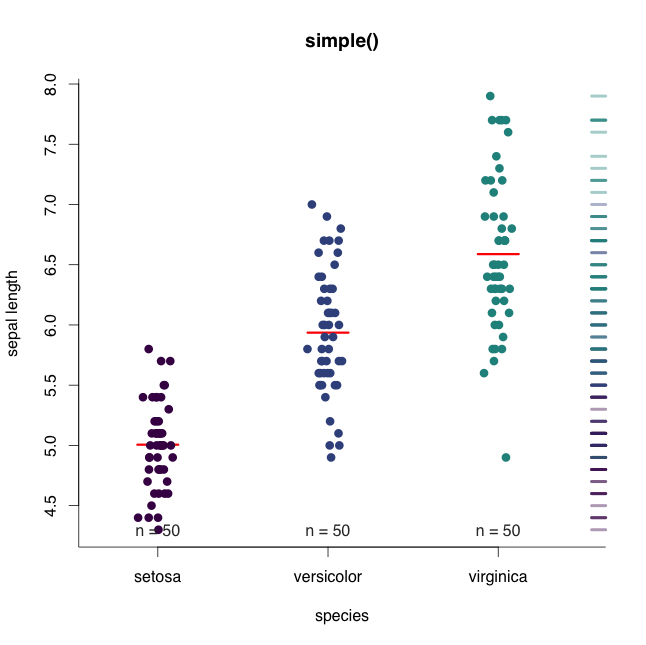 simple()
8.0
7.5
7.0
6.5
6.0
5.5
5.0
4.5
sepal length
n = 50 n = 50 n = 50
setosa versicolor virginica
species